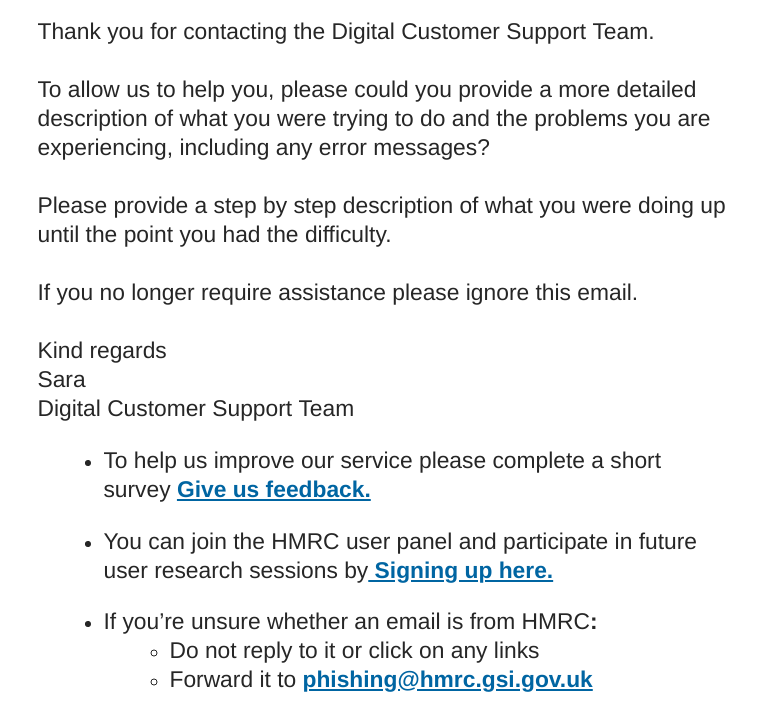 Thank you for contacting the Digital Customer Support Team.
To allow us to help you, please could you provide a more detailed
description of what you were trying to do and the problems you are
experiencing, including any error messages?
Please provide a step by step description of what you were doing up
until the point you had the difficulty.
If you no longer require assistance please ignore this email.
Kind regards
Sara
Digital Customer Support Team
• To help us improve our service please complete a short
survey Give us feedback.
• You can join the HMRC user panel and participate in future
user research sessions by Signing up here.
• If you’re unsure whether an email is from HMRC:
◦ Do not reply to it or click on any links
◦ Forward it to phishing@hmrc.gsi.gov.uk